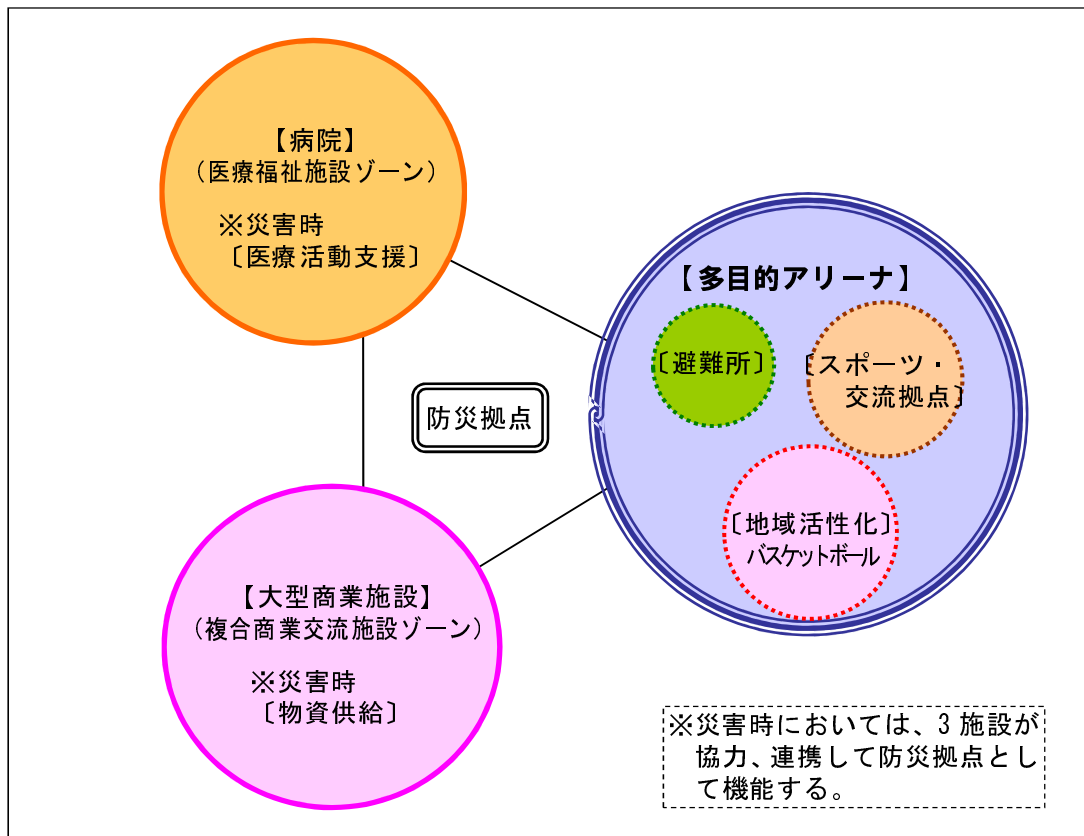 【病院】
（医療福祉施設ゾーン）
※災害時
〔医療活動支援〕
【多目的アリーナ】
〔避難所〕
〔スポーツ・
交流拠点〕
防災拠点
〔地域活性化〕
バスケットボール
【大型商業施設】
（複合商業交流施設ゾーン）
※災害時
〔物資供給〕
※災害時においては、3施設が
協力、連携して防災拠点とし
て機能する。